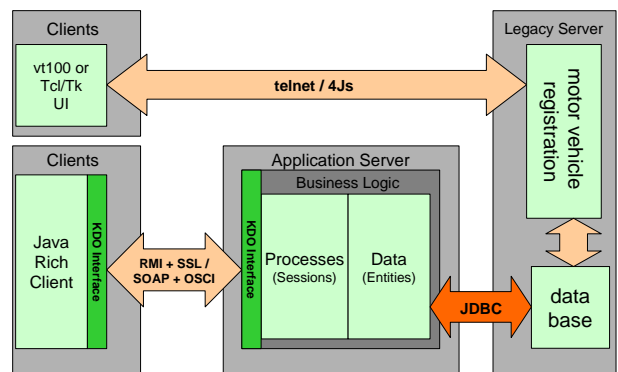 Clients
vt100 or
Tcl/Tk
UI
telnet / 4Js
Legacy Server
motor vehicle
registration
Clients
Java
Rich
Client
KDO Interface
RMI + SSL /
SOAP + OSCI
Application Server
Business Logic
KDO Interface
Processes
(Sessions)
Data
(Entities)
JDBC
data
base